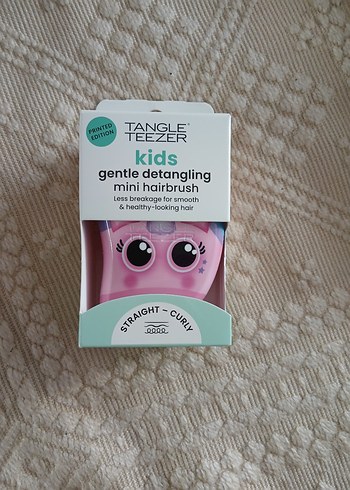 PRINTED
EDITION
TANGLE®
TEEZER
kids
gentle detangling
mini hairbrush
Less breakage for smooth
& healthy-looking hair
STRAIGHT – CURLY